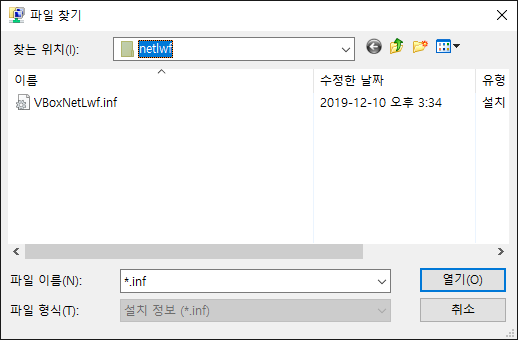 파일 찾기
찾는 위치(I): netlwf
이름 수정한 날짜 유형
VBoxNetLwf.inf 2019-12-10 오후 3:34 설치
파일 이름(N): *.inf 열기(O)
파일 형식(T): 설치 정보 (*.inf) 취소